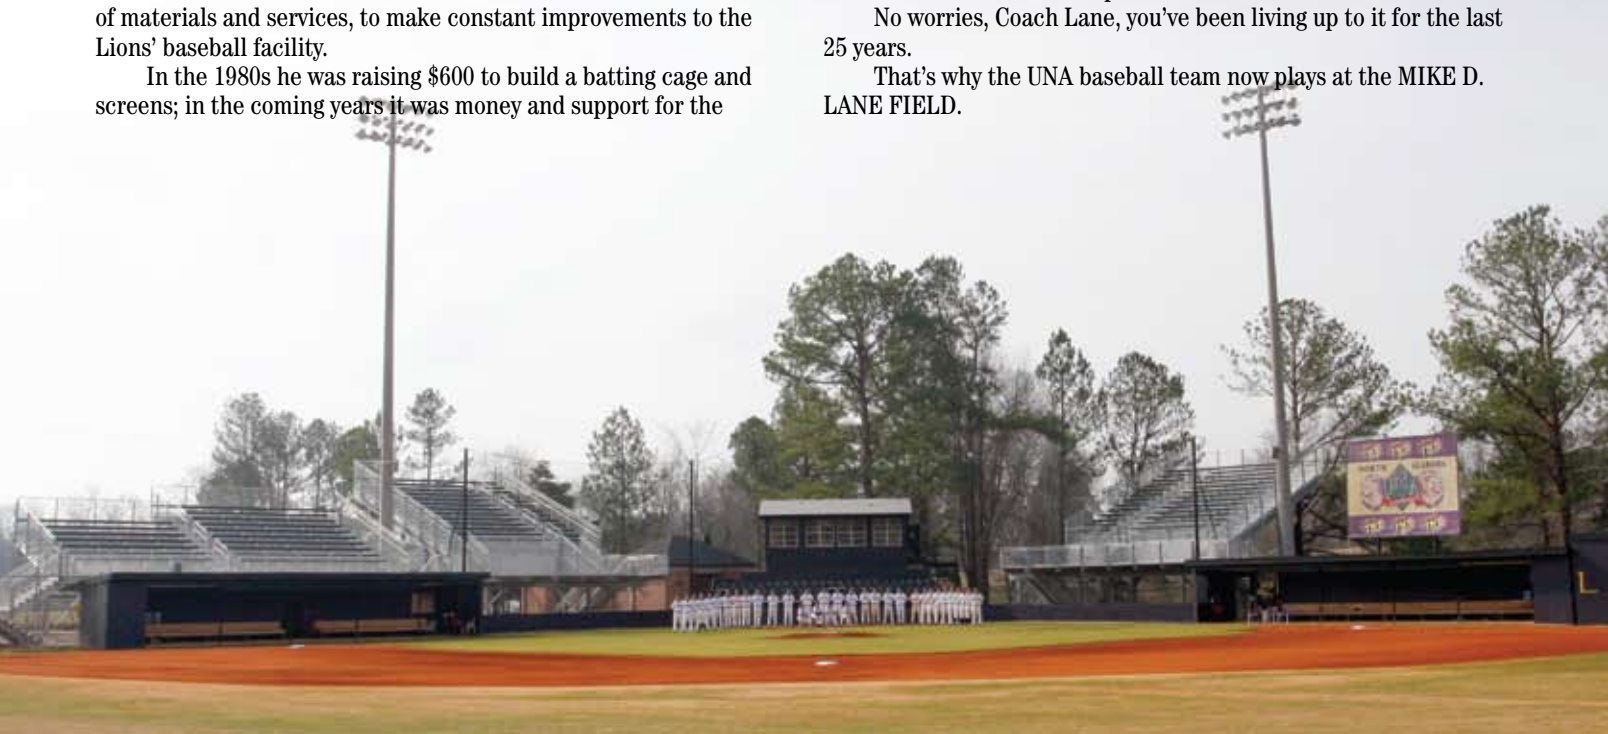 of materials and services, to make constant improvements to the
Lions’ baseball facility.
In the 1980s he was raising $600 to build a batting cage and
screens; in the coming years it was money and support for the
No worries, Coach Lane, you’ve been living up to it for the last
25 years.
That’s why the UNA baseball team now plays at the MIKE D.
LANE FIELD.
NORTH ALABAMA
L